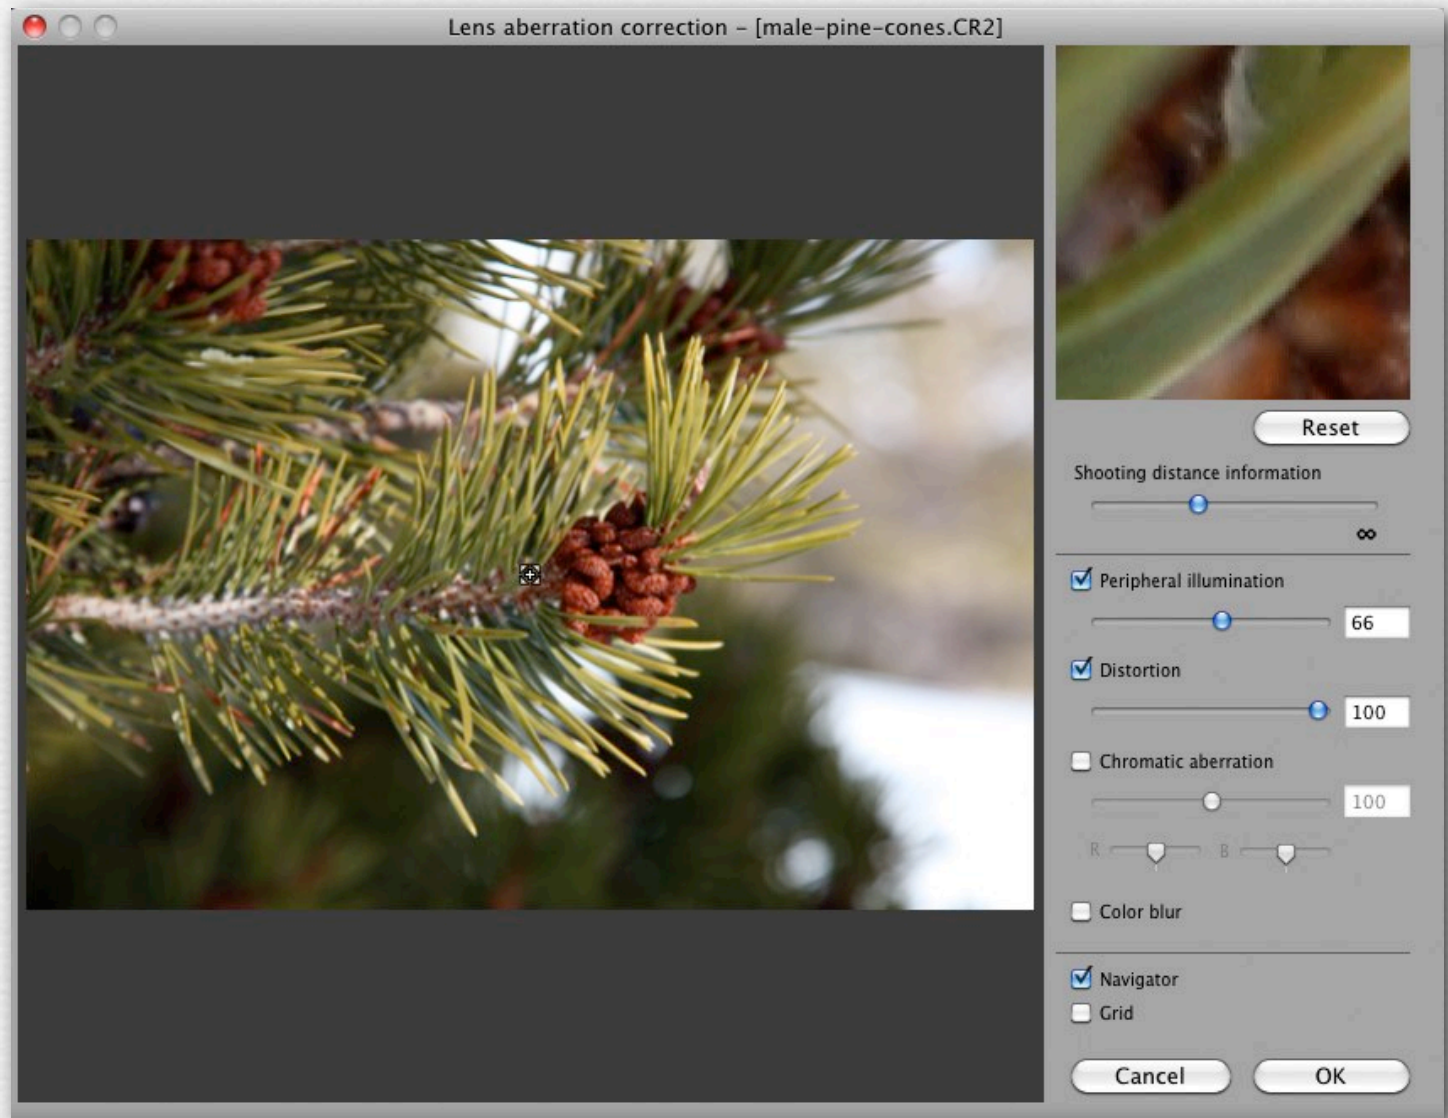 Lens aberration correction – [male-pine-cones.CR2]
Reset
Shooting distance information
∞
Peripheral illumination
66
Distortion
100
Chromatic aberration
100
R B
Color blur
Navigator
Grid
Cancel OK